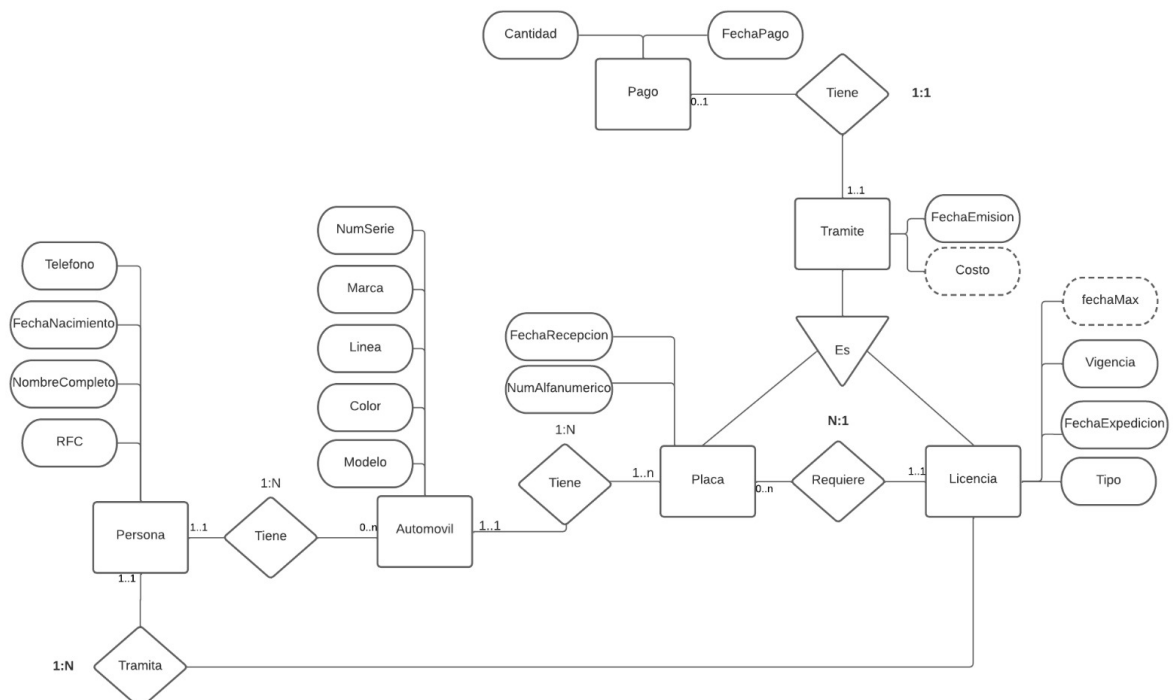 Cantidad
FechaPago
Pago
0..1
Tiene
1:1
1..1
Tramite
FechaEmision
Costo
NumSerie
Telefono
Marca
fechaMax
FechaNacimiento
Linea
FechaRecepcion
Es
Vigencia
NombreCompleto
NumAlfanumerico
Color
N:1
FechaExpedicion
RFC
1:N
Modelo
Tiene
1..n
Placa
0..n
Requiere
1..1
Licencia
Tipo
1:N
Persona
1..1
Tiene
0..n
Automovil
1..1
1..1
1:N
Tramita